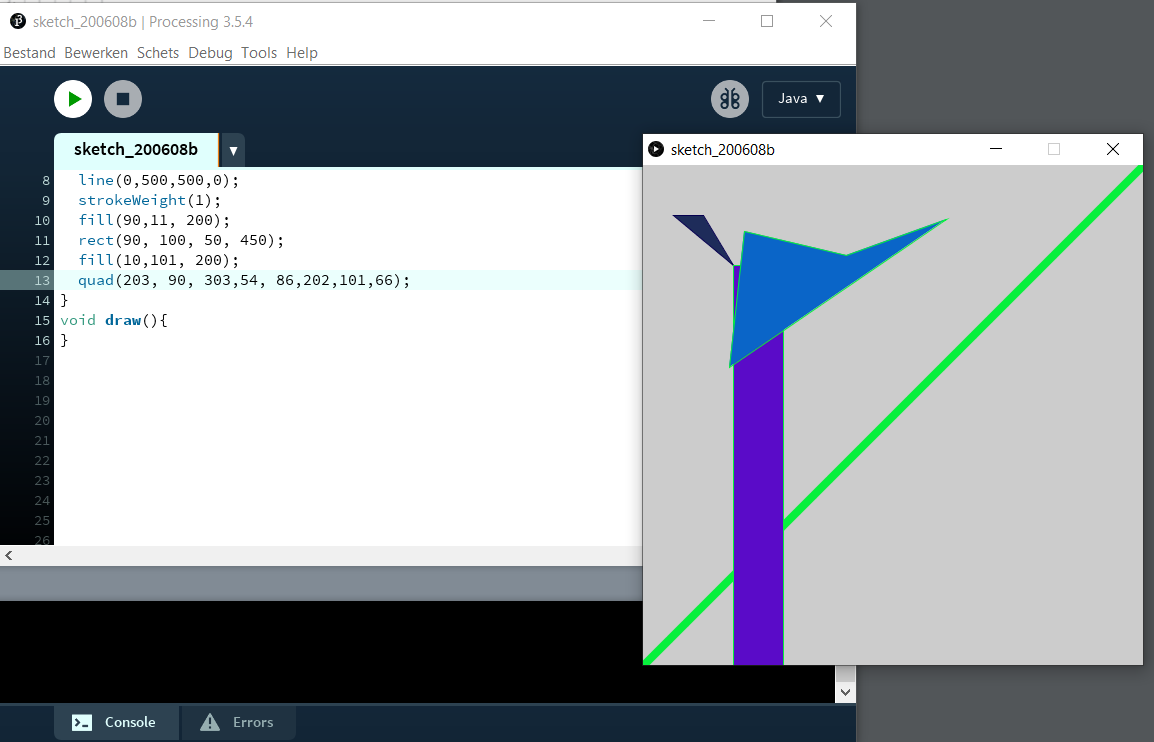 sketch_200608b | Processing 3.5.4
Bestand Bewerken Schets Debug Tools Help
Java ▼
sketch_200608b ▼
sketch_200608b
8 line(0,500,500,0);
9 strokeWeight(1);
10 fill(90,11, 200);
11 rect(90, 100, 50, 450);
12 fill(10,101, 200);
13 quad(203, 90, 303,54, 86,202,101,66);
14 }
15 void draw(){
16 }
17
18
19
20
21
22
23
24
25
26
Console Errors